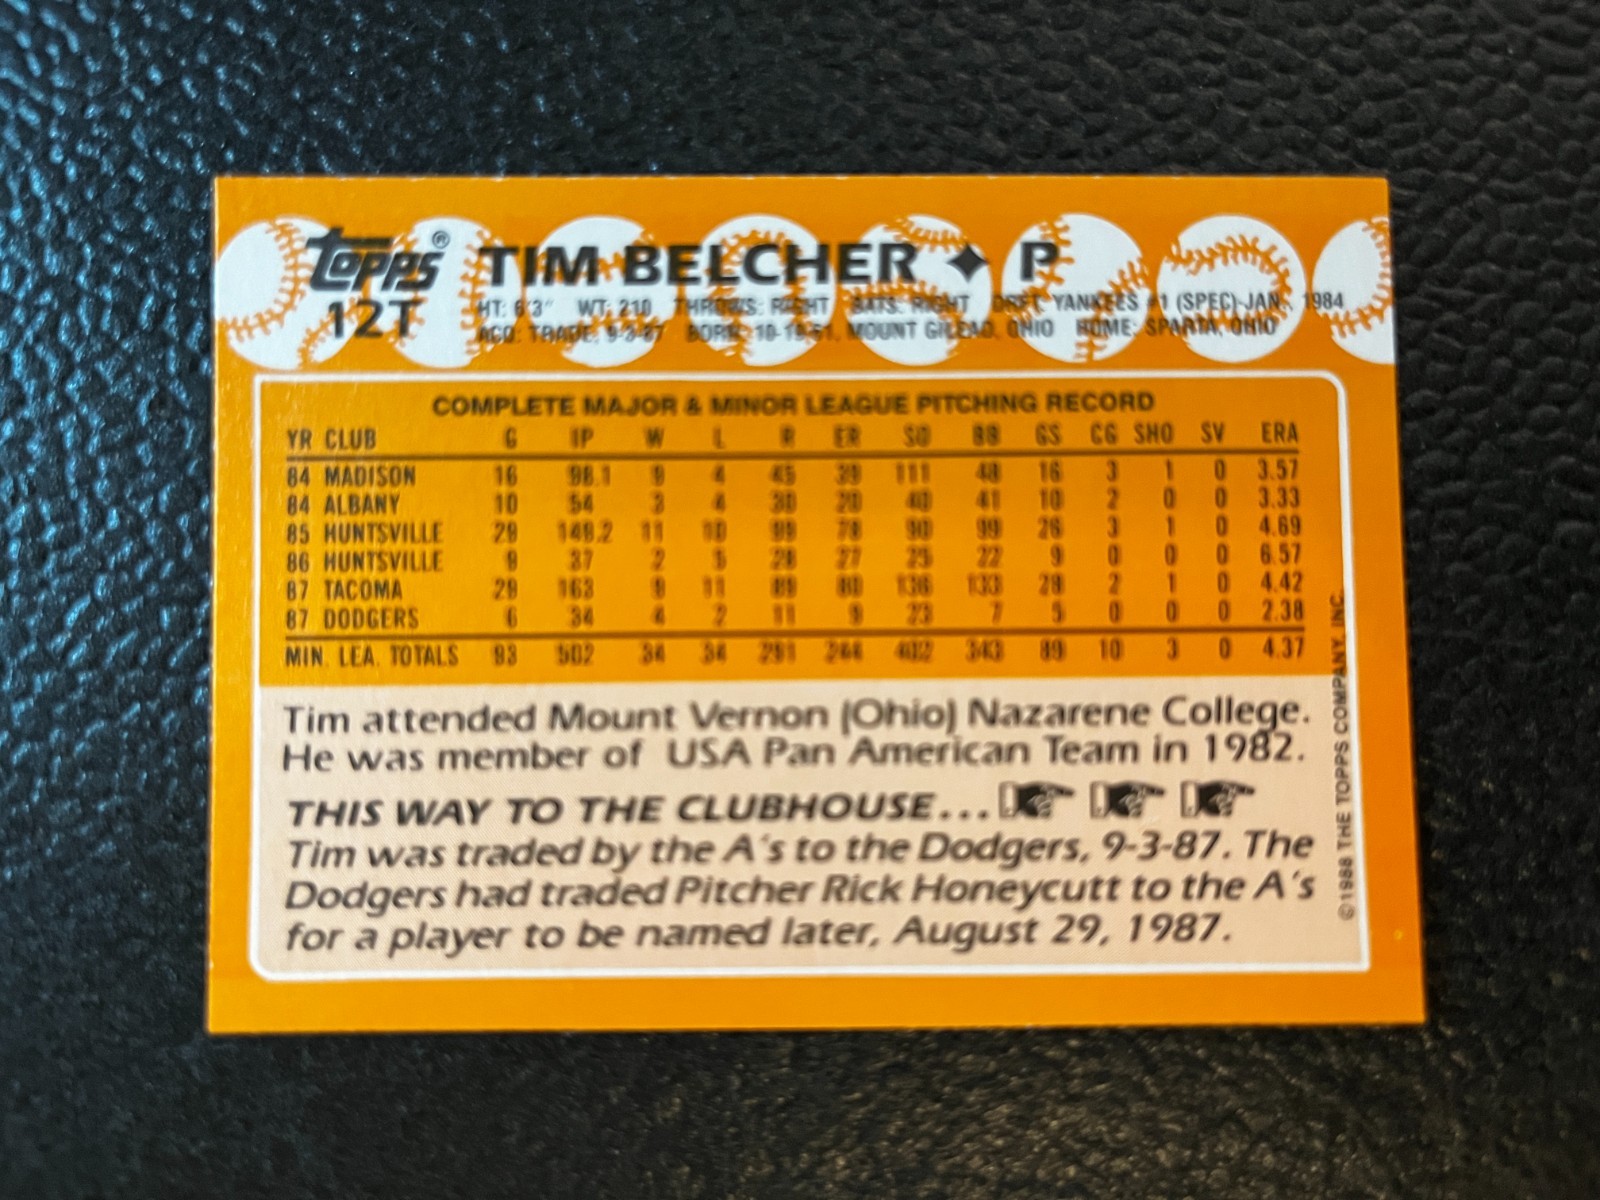 Topps® TIM BELCHER ✦ P
12T HT: 6'3" WT: 210 THROWS: RIGHT BATS: RIGHT DRFT: YANKEES #1 (SPEC)-JAN., 1984
ACQ: TRADE, 9-3-87 BORN: 10-19-61, MOUNT GILEAD, OHIO HOME: SPARTA, OHIO
COMPLETE MAJOR & MINOR LEAGUE PITCHING RECORD
YR CLUB G IP W L R ER SO BB GS CG SHO SV ERA
84 MADISON 16 98.1 9 4 45 39 111 48 16 3 1 0 3.57
84 ALBANY 10 54 3 4 30 20 40 41 10 2 0 0 3.33
85 HUNTSVILLE 29 149.2 11 10 99 78 90 99 26 3 1 0 4.69
86 HUNTSVILLE 9 37 2 5 28 27 25 22 9 0 0 0 6.57
87 TACOMA 29 163 9 11 89 80 136 133 28 2 1 0 4.42
87 DODGERS 6 34 4 2 11 9 23 7 5 0 0 0 2.38
MIN. LEA. TOTALS 93 502 34 34 291 244 402 343 89 10 3 0 4.37
Tim attended Mount Vernon (Ohio) Nazarene College.
He was member of USA Pan American Team in 1982.
THIS WAY TO THE CLUBHOUSE...
Tim was traded by the A's to the Dodgers, 9-3-87. The
Dodgers had traded Pitcher Rick Honeycutt to the A's
for a player to be named later, August 29, 1987.
© 1988 THE TOPPS COMPANY, INC.